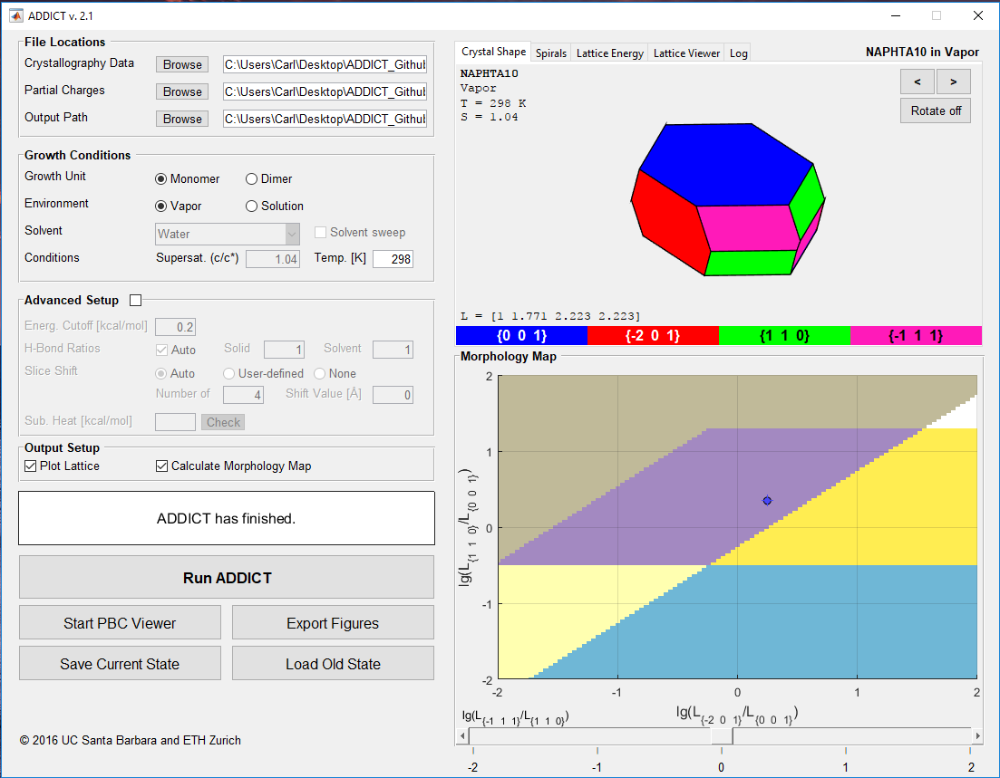 ADDICT v. 2.1
File Locations
Crystallography Data Browse C:\Users\Carl\Desktop\ADDICT_Githul
Partial Charges Browse C:\Users\Carl\Desktop\ADDICT_Githul
Output Path Browse C:\Users\Carl\Desktop\ADDICT_Githul
Growth Conditions
Growth Unit Monomer Dimer
Environment Vapor Solution
Solvent Water Solvent sweep
Conditions Supersat. (c/c*) 1.04 Temp. [K] 298
Advanced Setup
Energ. Cutoff [kcal/mol] 0.2
H-Bond Ratios Auto Solid 1 Solvent 1
Slice Shift Auto User-defined None
Number of 4 Shift Value [Å] 0
Sub. Heat [kcal/mol] Check
Output Setup
Plot Lattice Calculate Morphology Map
ADDICT has finished.
Run ADDICT
Start PBC Viewer Export Figures
Save Current State Load Old State
© 2016 UC Santa Barbara and ETH Zurich
Crystal Shape Spirals Lattice Energy Lattice Viewer Log NAPHTA10 in Vapor
NAPHTA10 < >
Vapor
T = 298 K Rotate off
S = 1.04
L = [1 1.771 2.223 2.223]
{0 0 1} {-2 0 1} {1 1 0} {-1 1 1}
Morphology Map
2
1
0
-1
-2
lg(L{1 1 0}/L{0 0 1})
-2 -1 0 1 2
lg(L{-2 0 1}/L{0 0 1})
lg(L{-1 1 1}/L{1 1 0})
-2 -1 0 1 2